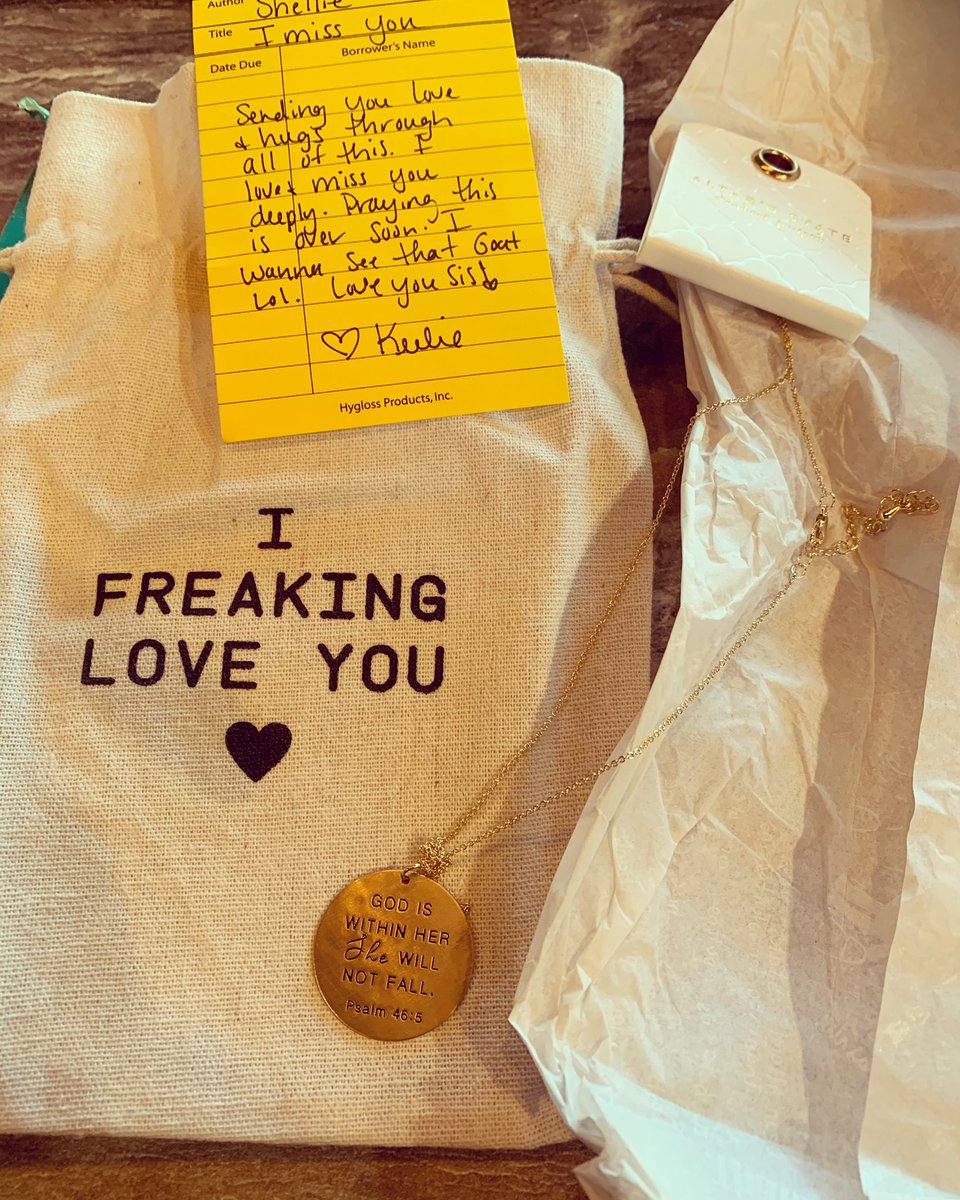 Author Shellie
Title I miss you
Date Due Borrower's Name
Sending you love
& hugs through
all of this. I
love & miss you
deeply. Praying this
is over soon. I
wanna see that Goat
Lol. Love you Sis!
Keelie
Hygloss Products, Inc.
I
FREAKING
LOVE YOU
GOD IS
WITHIN HER
She WILL
NOT FALL.
Psalm 46:5